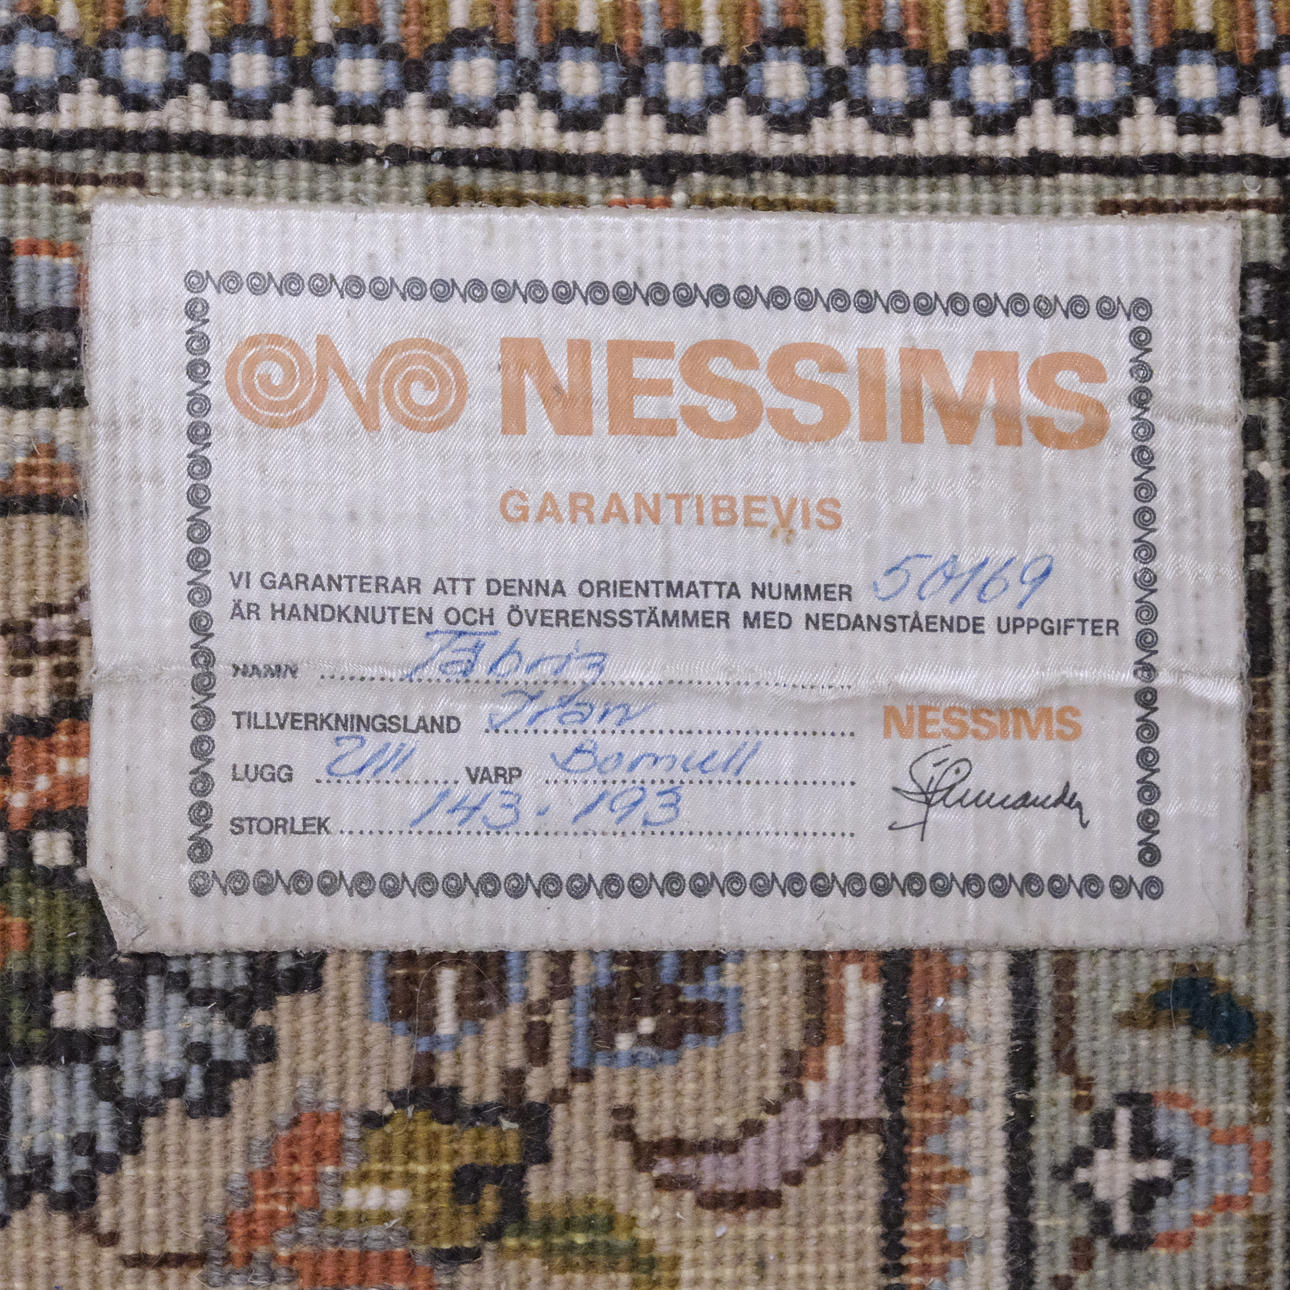 NESSIMS
GARANTIBEVIS
VI GARANTERAR ATT DENNA ORIENTMATTA NUMMER 50169
ÄR HANDKNUTEN OCH ÖVERENSSTÄMMER MED NEDANSTÅENDE UPPGIFTER
NAMN Täbriz
TILLVERKNINGSLAND Iran
LUGG Ull VARP Bomull
STORLEK 143 · 193
NESSIMS